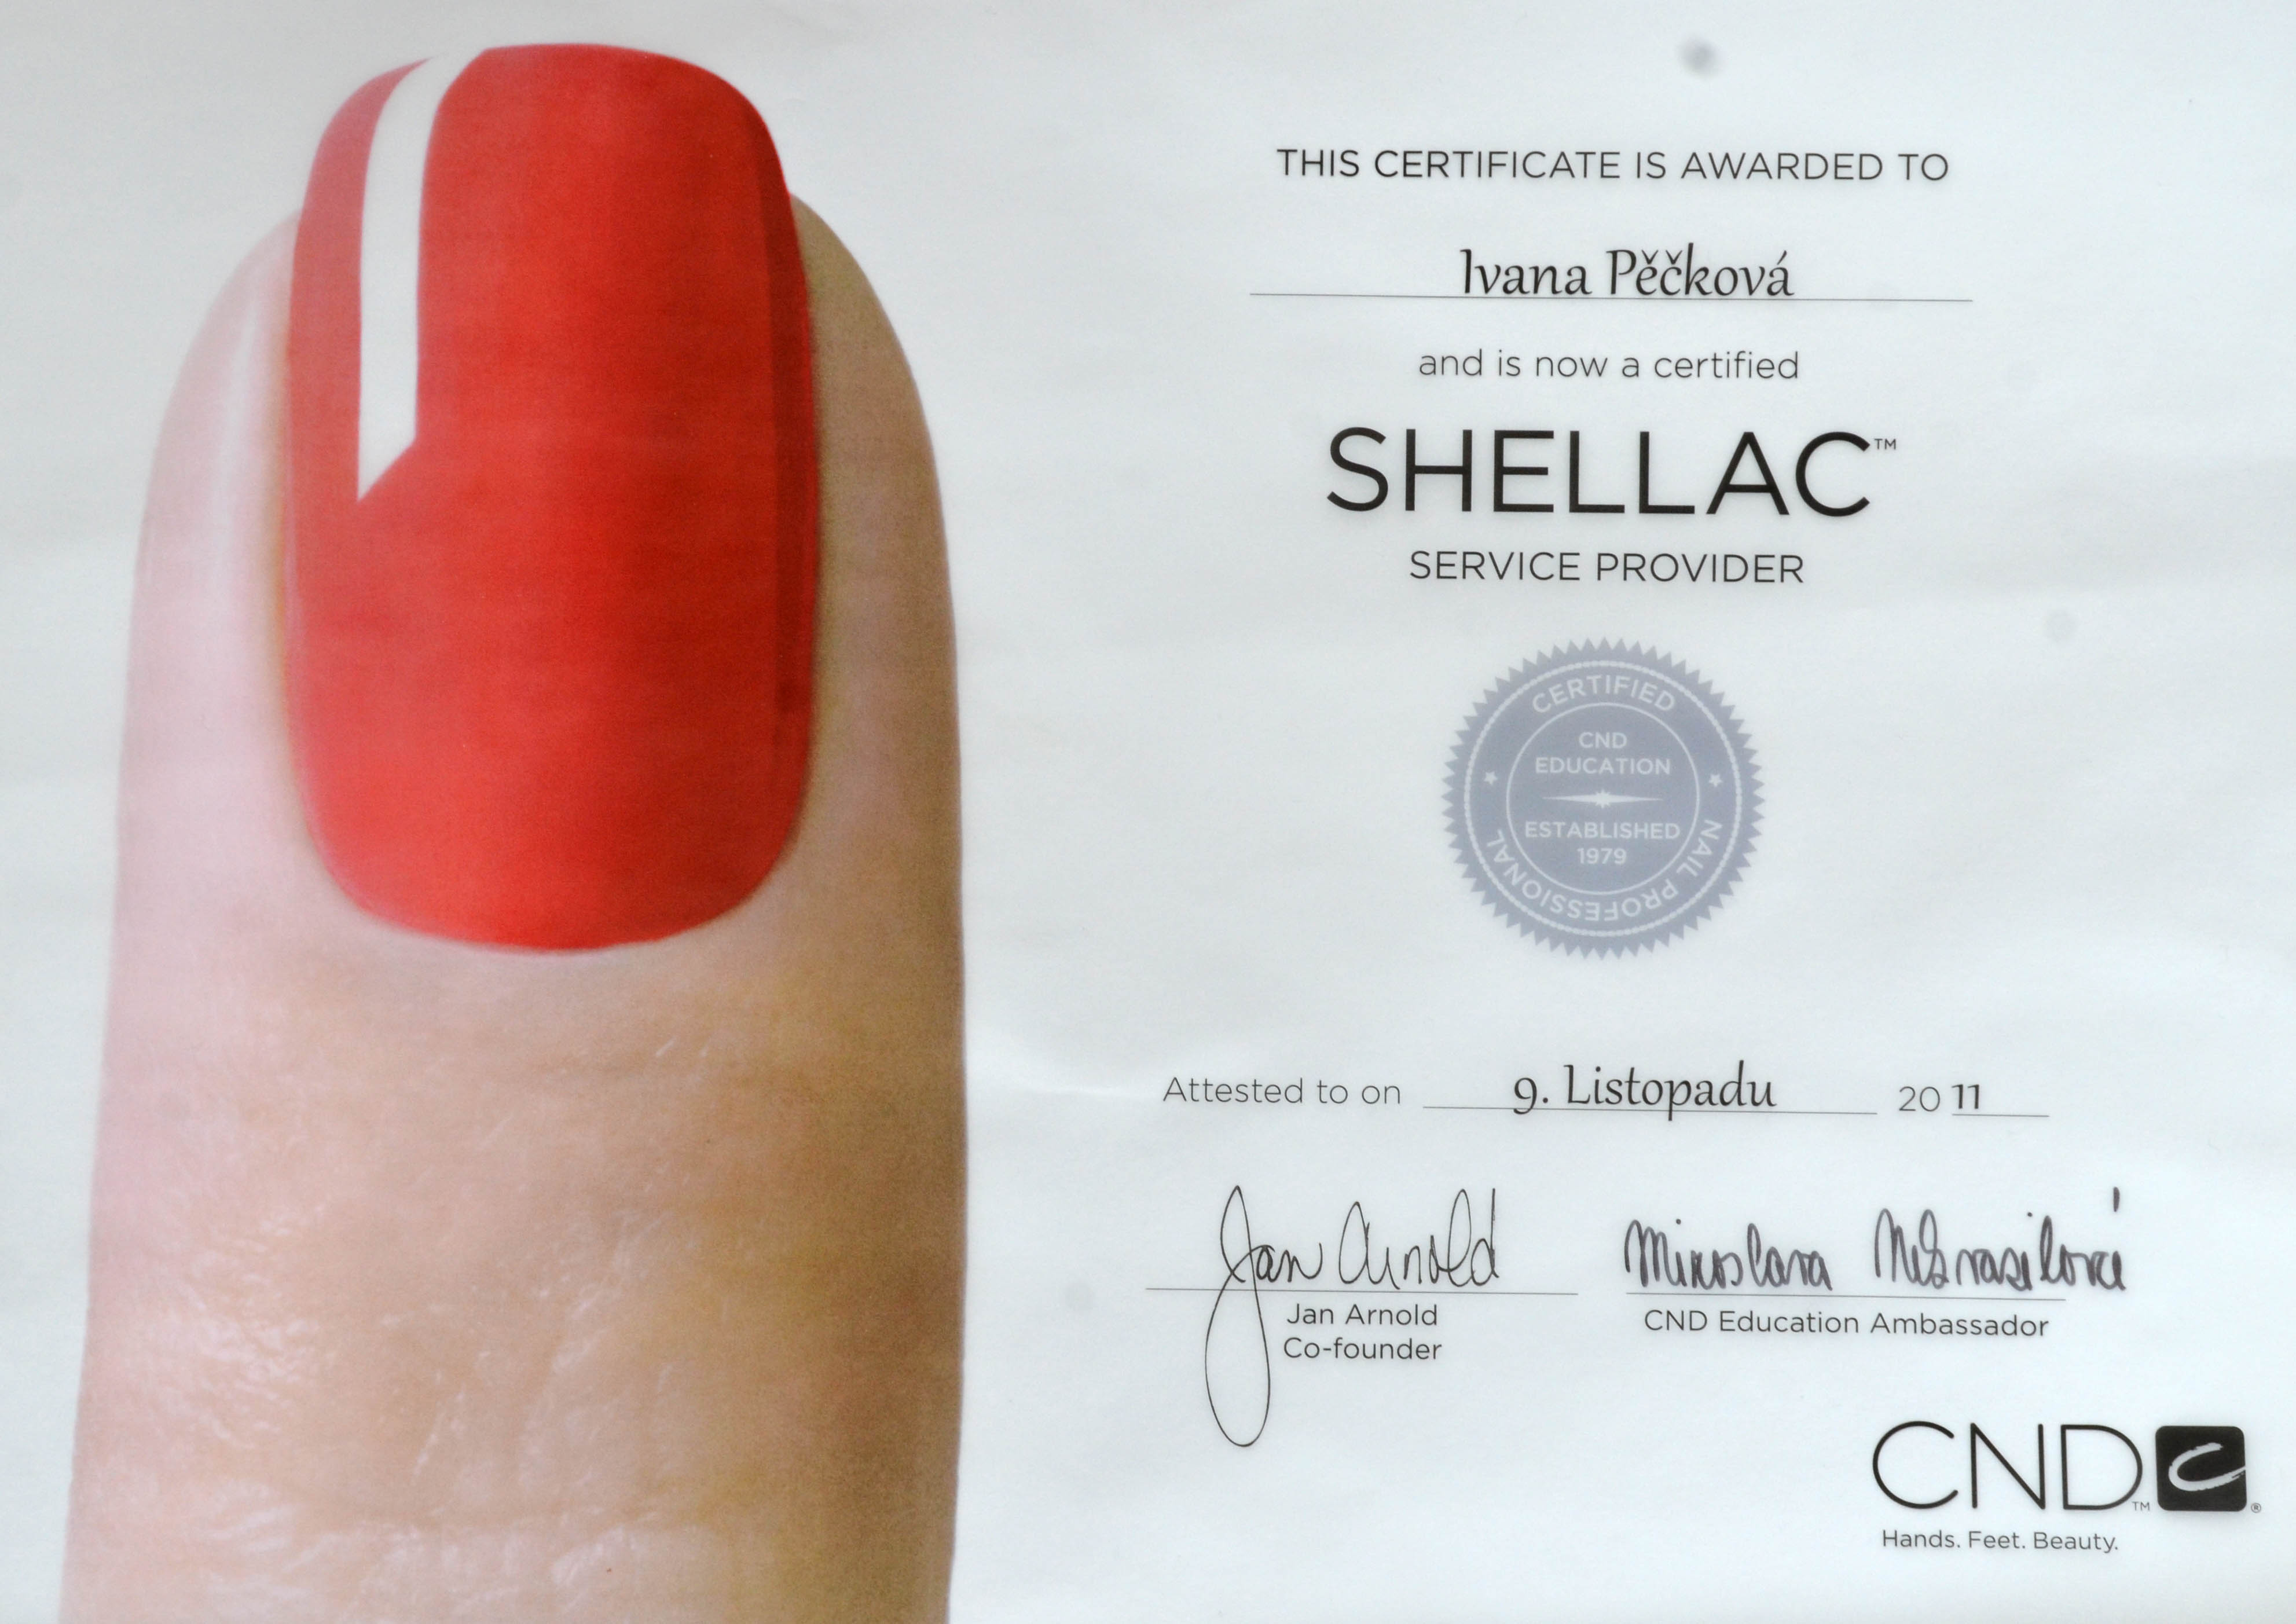 THIS CERTIFICATE IS AWARDED TO
Ivana Pěčková
and is now a certified
SHELLAC™
SERVICE PROVIDER
CERTIFIED
CND
EDUCATION
ESTABLISHED
1979
NAIL PROFESSIONAL
Attested to on 9. Listopadu 2011
Jan Arnold
Miroslava
Jan Arnold
CND Education Ambassador
Co-founder
CND™ ®
Hands. Feet. Beauty.